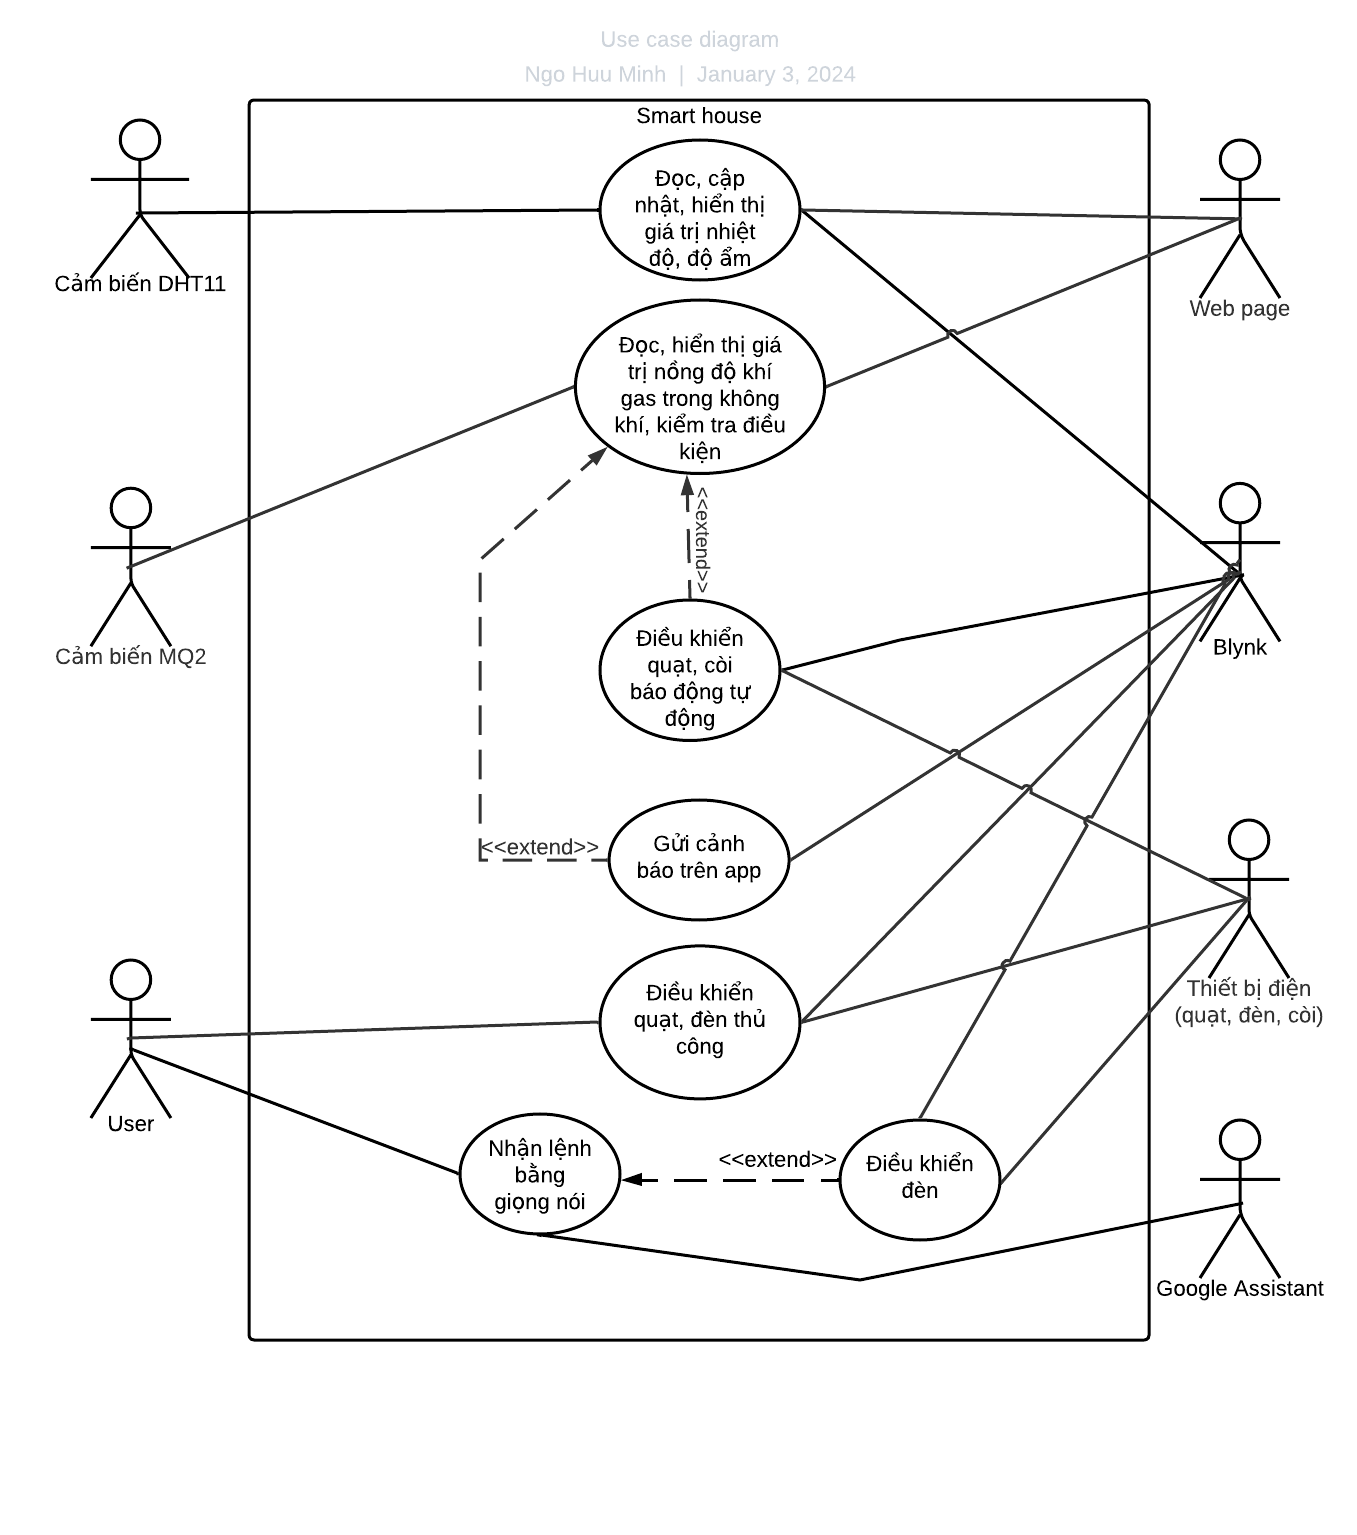 Use case diagram
Ngo Huu Minh | January 3, 2024
Smart house
Đọc, cập
nhật, hiển thị
giá trị nhiệt
độ, độ ẩm
Cảm biến DHT11
Web page
Đọc, hiển thị giá
trị nồng độ khí
gas trong không
khí, kiểm tra điều
kiện
<<extend>>
Cảm biến MQ2
Blynk
Điều khiển
quạt, còi
báo động tự
động
<<extend>>
Gửi cảnh
báo trên app
Thiết bị điện
(quạt, đèn, còi)
Điều khiển
quạt, đèn thủ
công
User
Nhận lệnh
bằng
giọng nói
<<extend>>
Điều khiển
đèn
Google Assistant